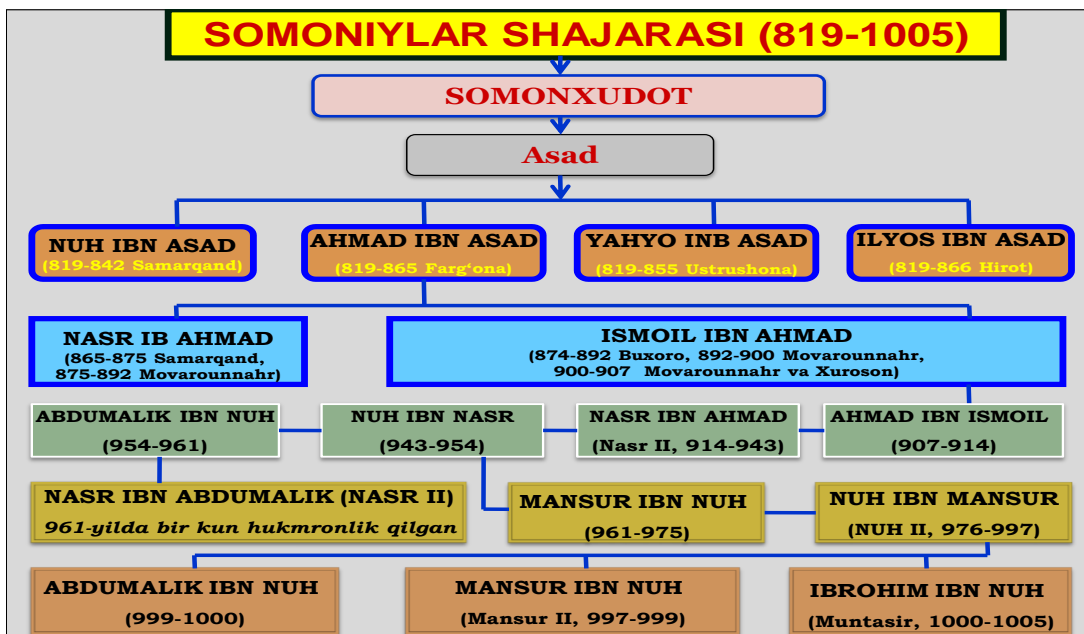 SOMONIYLAR SHAJARASI (819-1005)
SOMONXUDOT
Asad
NUH IBN ASAD
(819-842 Samarqand)
AHMAD IBN ASAD
(819-865 Farg‘ona)
YAHYO INB ASAD
(819-855 Ustrushona)
ILYOS IBN ASAD
(819-866 Hirot)
NASR IB AHMAD
(865-875 Samarqand,
875-892 Movarounnahr)
ISMOIL IBN AHMAD
(874-892 Buxoro, 892-900 Movarounnahr,
900-907 Movarounnahr va Xuroson)
ABDUMALIK IBN NUH
(954-961)
NUH IBN NASR
(943-954)
NASR IBN AHMAD
(Nasr II, 914-943)
AHMAD IBN ISMOIL
(907-914)
NASR IBN ABDUMALIK (NASR II)
961-yilda bir kun hukmronlik qilgan
MANSUR IBN NUH
(961-975)
NUH IBN MANSUR
(NUH II, 976-997)
ABDUMALIK IBN NUH
(999-1000)
MANSUR IBN NUH
(Mansur II, 997-999)
IBROHIM IBN NUH
(Muntasir, 1000-1005)